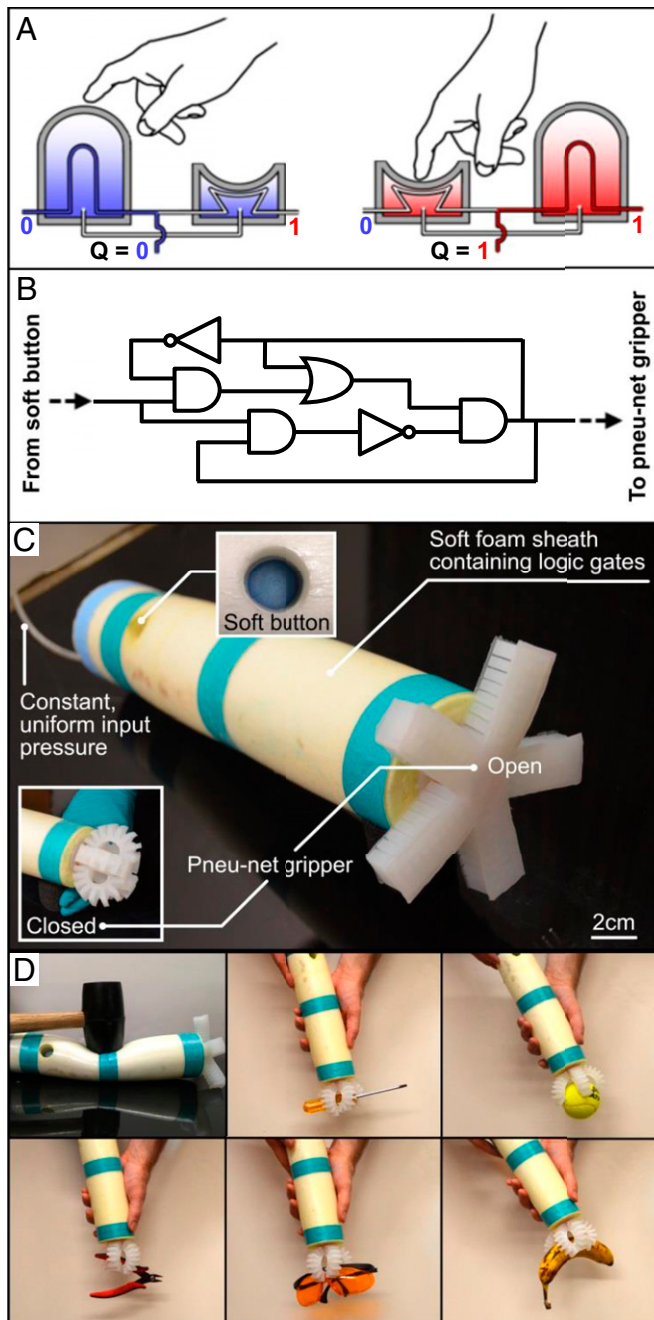 A
0
1
Q = 0
0
1
Q = 1
B
From soft button
To pneu-net gripper
C
Soft button
Soft foam sheath
containing logic gates
Constant,
uniform input
pressure
Open
Pneu-net gripper
Closed
2cm
D